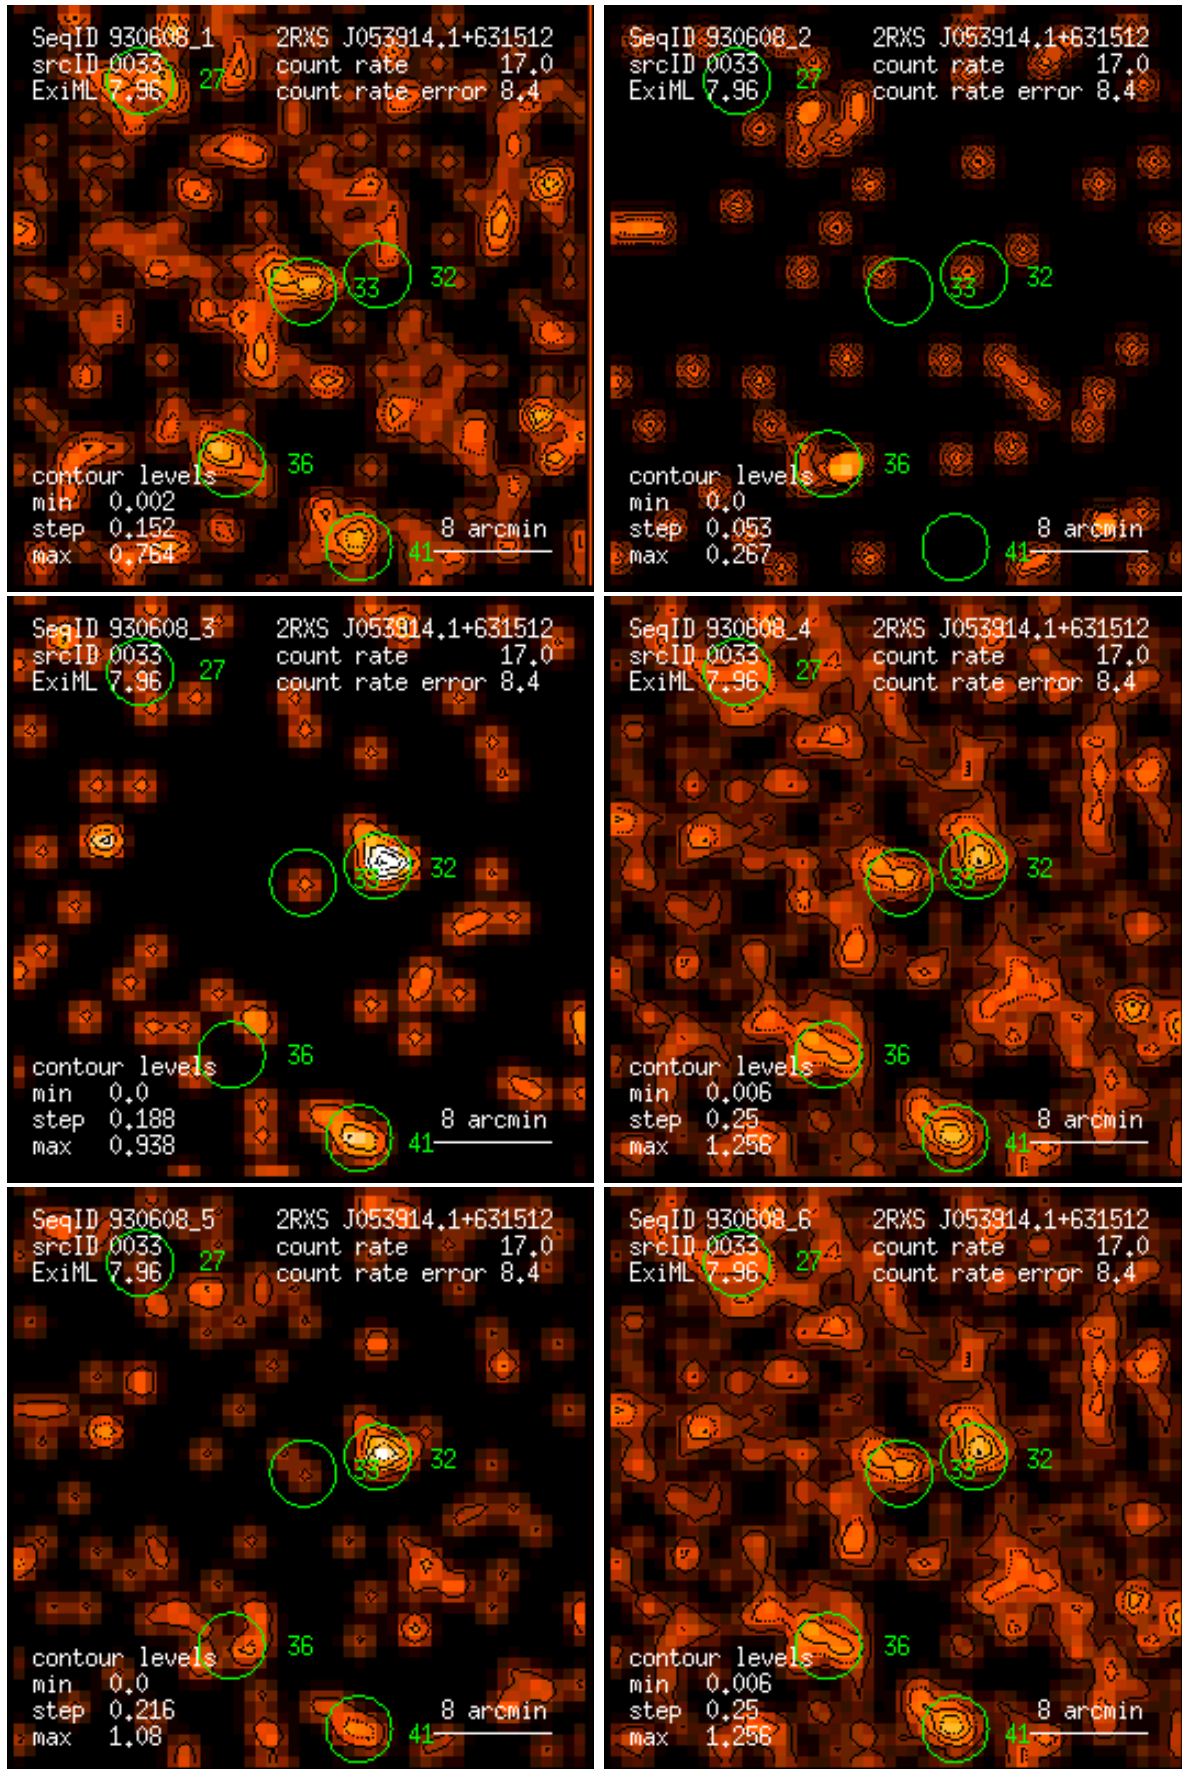 SeqID 930608_1 2RXS J053914.1+631512
srcID 0033 27 count rate 17.0
ExiML 7.96 count rate error 8.4
32
33
36
contour levels
min 0.002
step 0.152 8 arcmin
max 0.764 41
SeqID 930608_2 2RXS J053914.1+631512
srcID 0033 27 count rate 17.0
ExiML 7.96 count rate error 8.4
32
33
36
contour levels
min 0.0
step 0.053 8 arcmin
max 0.267 41
SeqID 930608_3 2RXS J053914.1+631512
srcID 0033 27 count rate 17.0
ExiML 7.96 count rate error 8.4
32
33
36
contour levels
min 0.0
step 0.188 8 arcmin
max 0.938 41
SeqID 930608_4 2RXS J053914.1+631512
srcID 0033 27 count rate 17.0
ExiML 7.96 count rate error 8.4
32
33
36
contour levels
min 0.006
step 0.25 8 arcmin
max 1.256 41
SeqID 930608_5 2RXS J053914.1+631512
srcID 0033 27 count rate 17.0
ExiML 7.96 count rate error 8.4
32
33
36
contour levels
min 0.0
step 0.216 8 arcmin
max 1.08 41
SeqID 930608_6 2RXS J053914.1+631512
srcID 0033 27 count rate 17.0
ExiML 7.96 count rate error 8.4
32
33
36
contour levels
min 0.006
step 0.25 8 arcmin
max 1.256 41